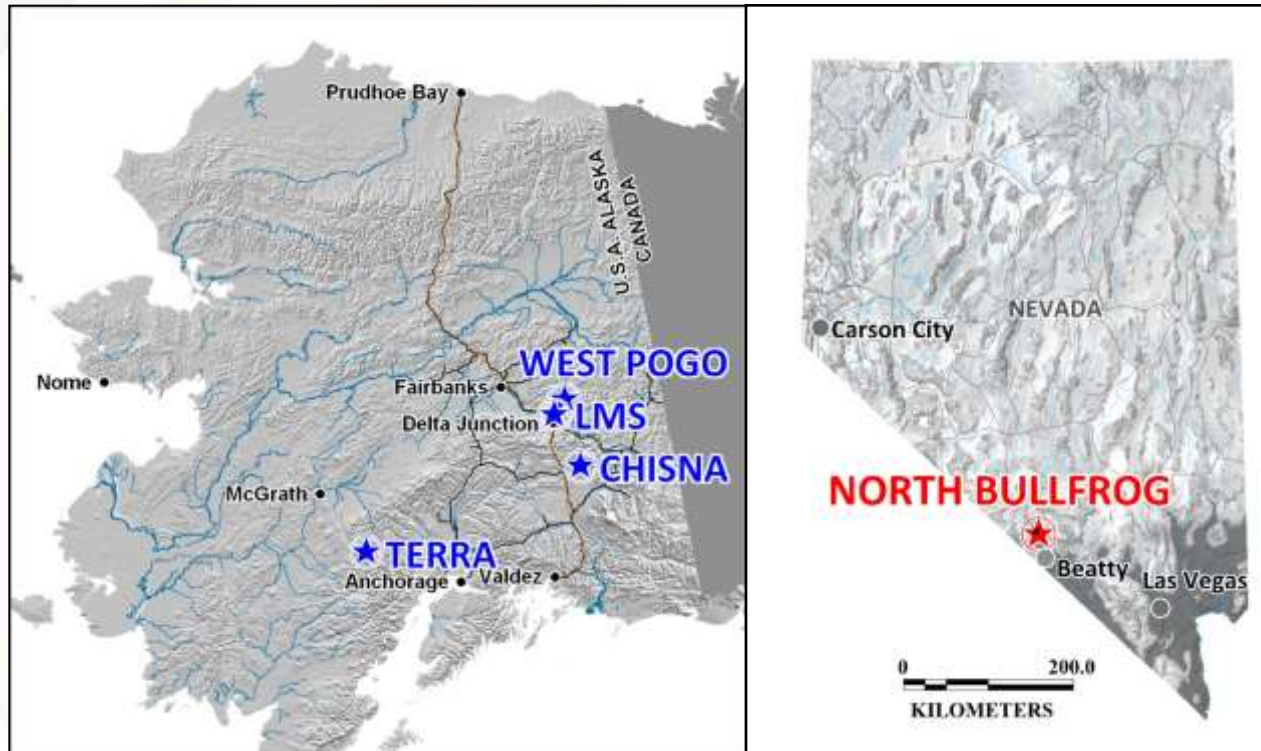 Prudhoe Bay
U.S.A. ALASKA
CANADA
WEST POGO
Nome
Fairbanks
Delta Junction
LMS
CHISNA
McGrath
TERRA
Anchorage
Valdez
NEVADA
Carson City
NORTH BULLFROG
Beatty
Las Vegas
0 200.0
KILOMETERS